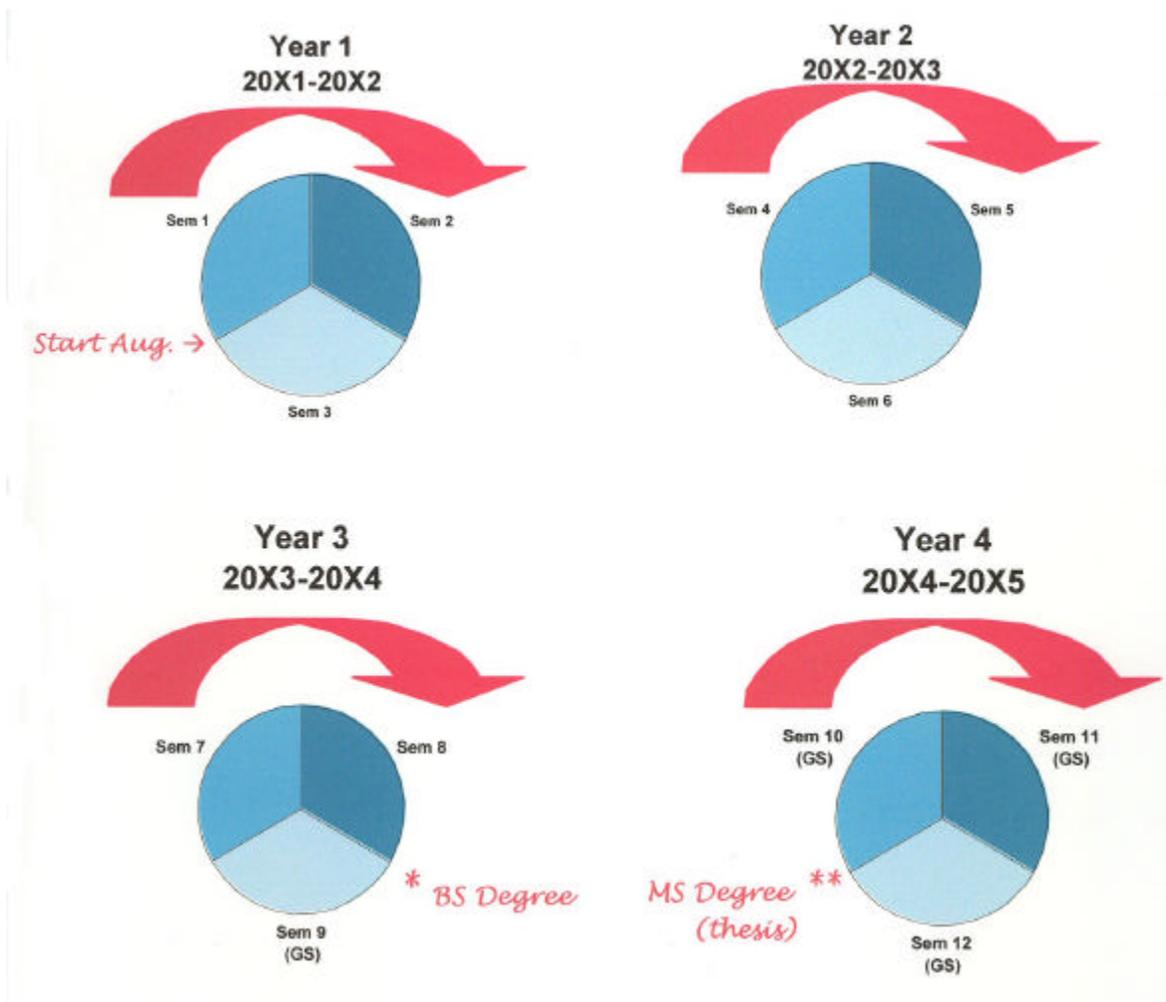 Year 1
20X1-20X2
Sem 1
Sem 2
Start Aug. →
Sem 3
Year 2
20X2-20X3
Sem 4
Sem 5
Sem 6
Year 3
20X3-20X4
Sem 7
Sem 8
* BS Degree
Sem 9
(GS)
Year 4
20X4-20X5
Sem 10
(GS)
Sem 11
(GS)
MS Degree **
(thesis)
Sem 12
(GS)